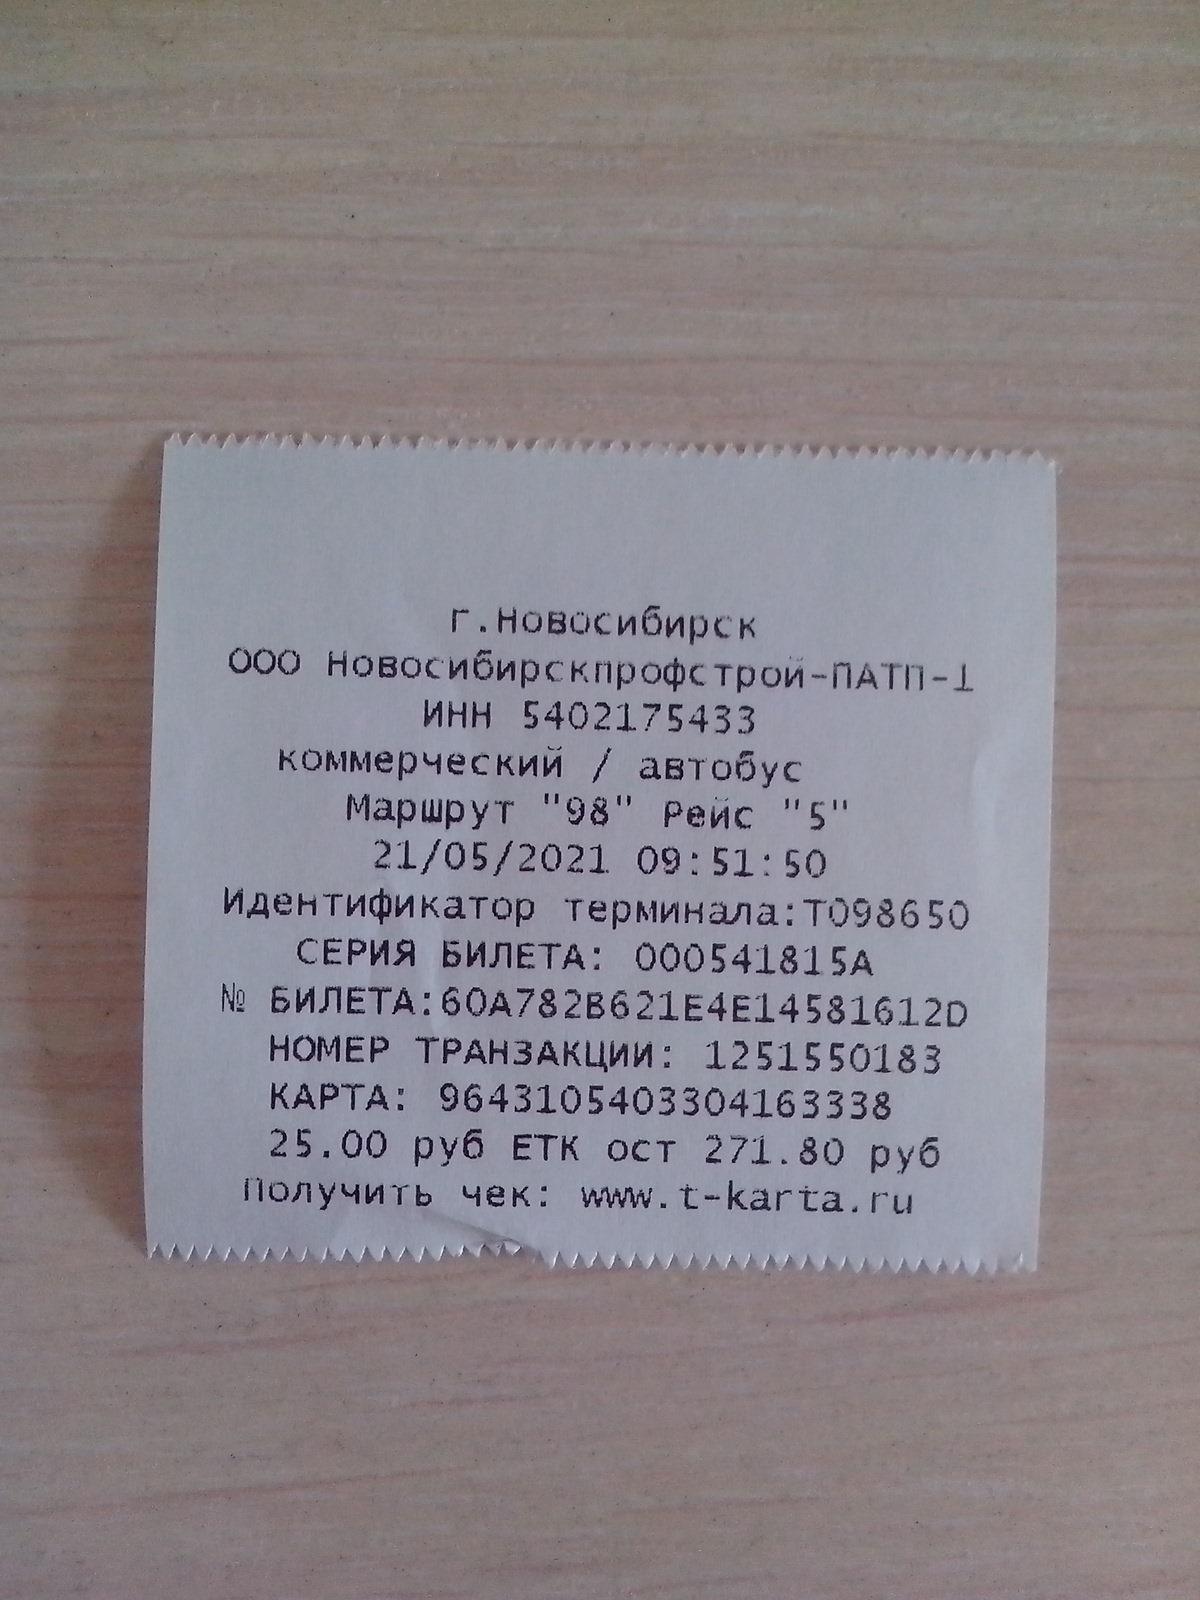 г.Новосибирск
ООО Новосибирскпрофстрой-ПАТП-1
ИНН 5402175433
коммерческий / автобус
Маршрут "98" Рейс "5"
21/05/2021 09:51:50
Идентификатор терминала:T098650
СЕРИЯ БИЛЕТА: 000541815A
№ БИЛЕТА:60A782B621E4E14581612D
НОМЕР ТРАНЗАКЦИИ: 1251550183
КАРТА: 9643105403304163338
25.00 руб ЕТК ост 271.80 руб
Получить чек: www.t-karta.ru